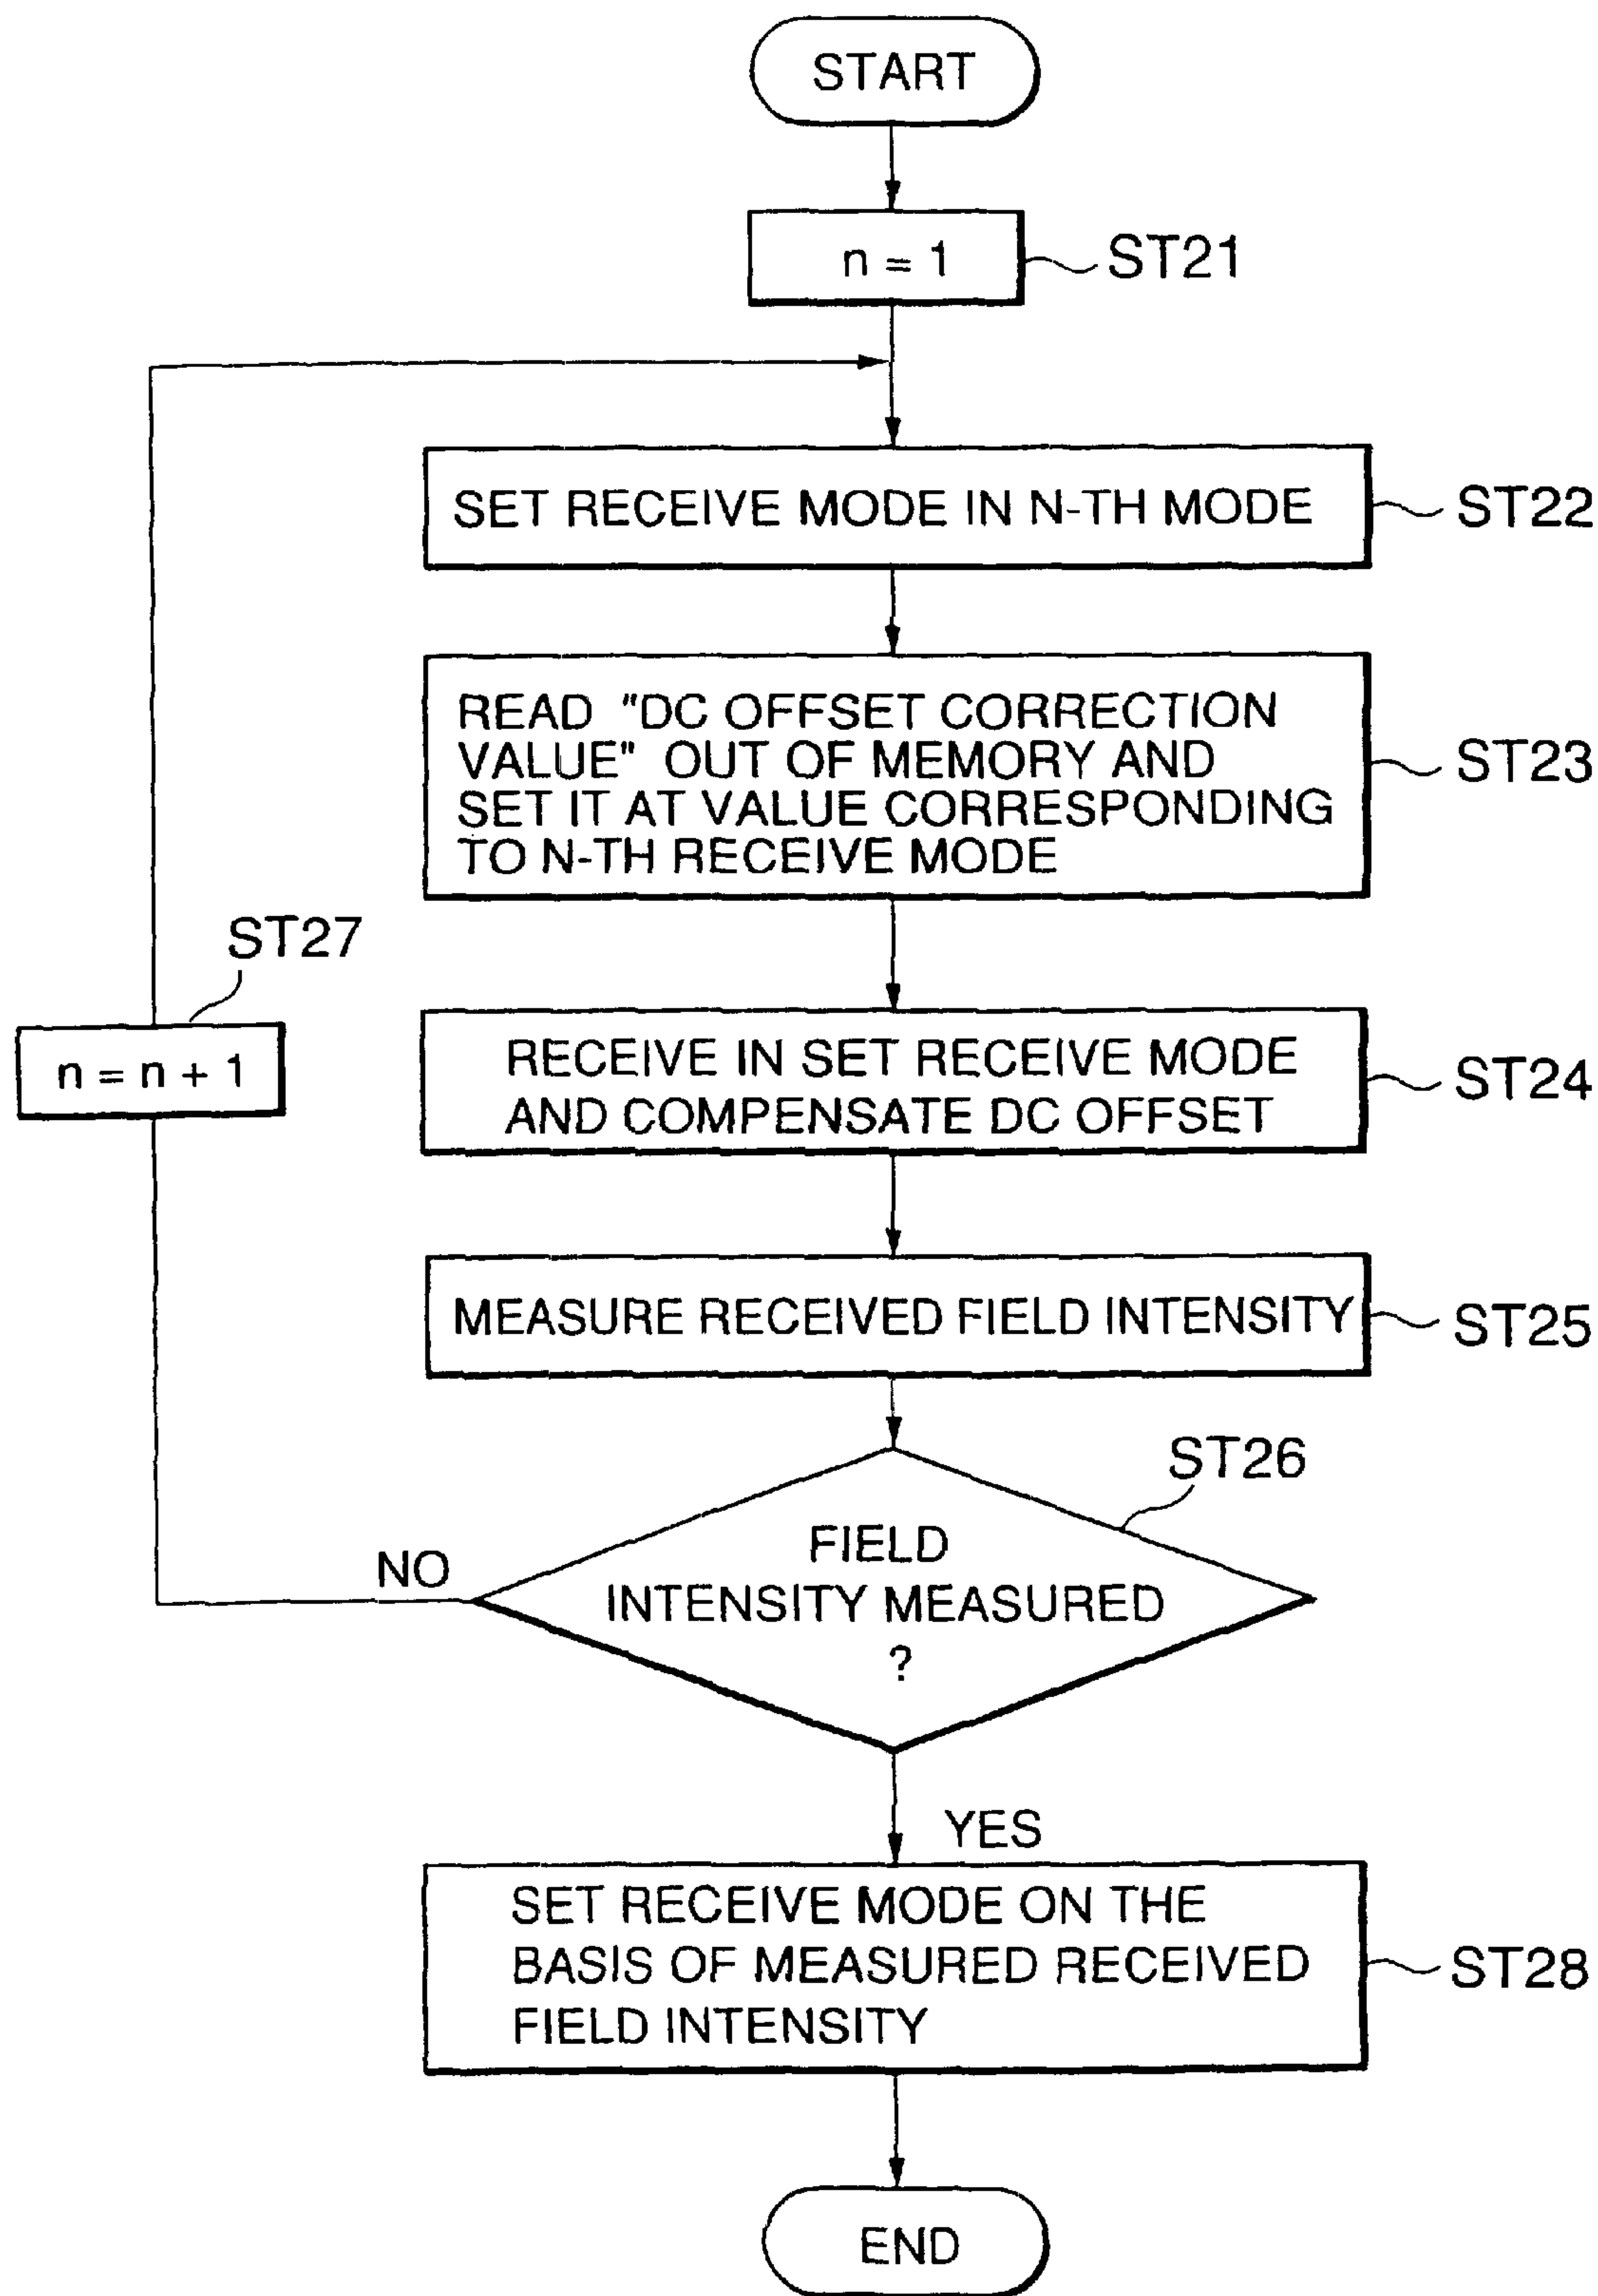 START
n = 1
ST21
SET RECEIVE MODE IN N-TH MODE
ST22
READ "DC OFFSET CORRECTION
VALUE" OUT OF MEMORY AND
SET IT AT VALUE CORRESPONDING
TO N-TH RECEIVE MODE
ST23
ST27
n = n + 1
RECEIVE IN SET RECEIVE MODE
AND COMPENSATE DC OFFSET
ST24
MEASURE RECEIVED FIELD INTENSITY
ST25
ST26
FIELD
INTENSITY MEASURED
?
NO
YES
SET RECEIVE MODE ON THE
BASIS OF MEASURED RECEIVED
FIELD INTENSITY
ST28
END